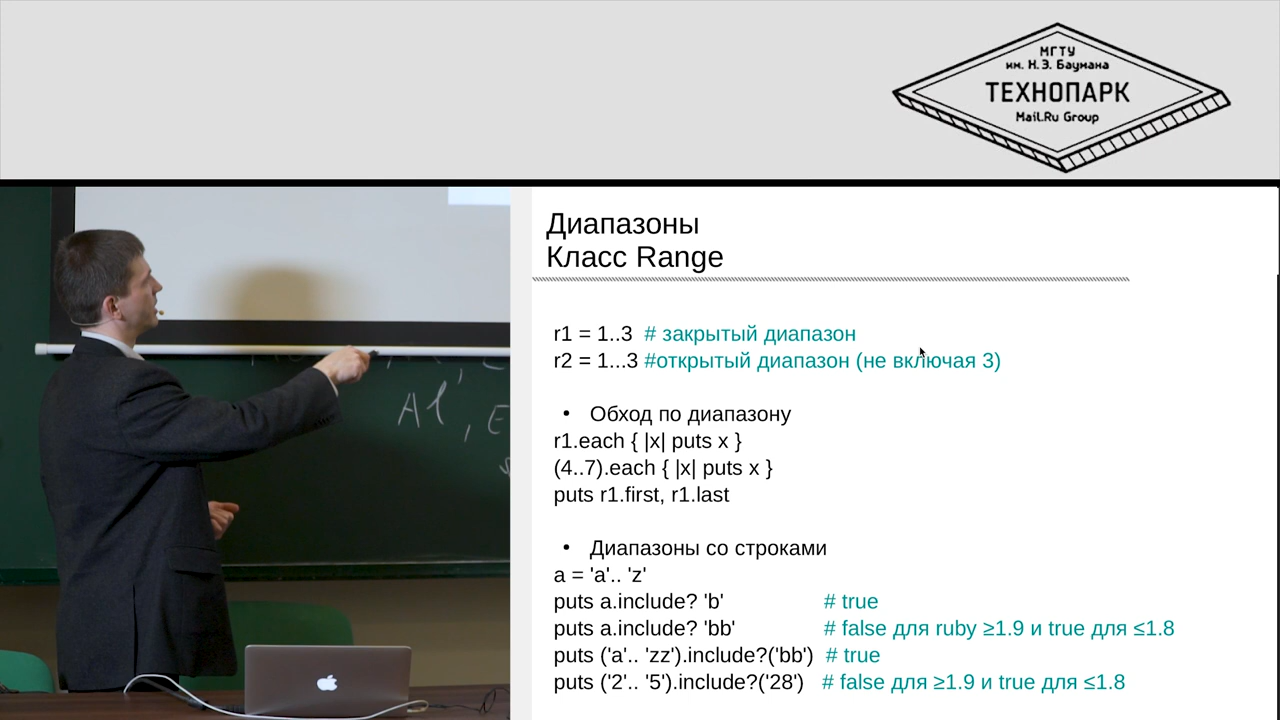 МГТУ
им. Н.Э. Баумана
ТЕХНОПАРК
Mail.Ru Group
Диапазоны
Класс Range
r1 = 1..3 # закрытый диапазон
r2 = 1...3 #открытый диапазон (не включая 3)
• Обход по диапазону
r1.each { |x| puts x }
(4..7).each { |x| puts x }
puts r1.first, r1.last
• Диапазоны со строками
a = 'a'.. 'z'
puts a.include? 'b' # true
puts a.include? 'bb' # false для ruby ≥1.9 и true для ≤1.8
puts ('a'.. 'zz').include?('bb') # true
puts ('2'.. '5').include?('28') # false для ≥1.9 и true для ≤1.8